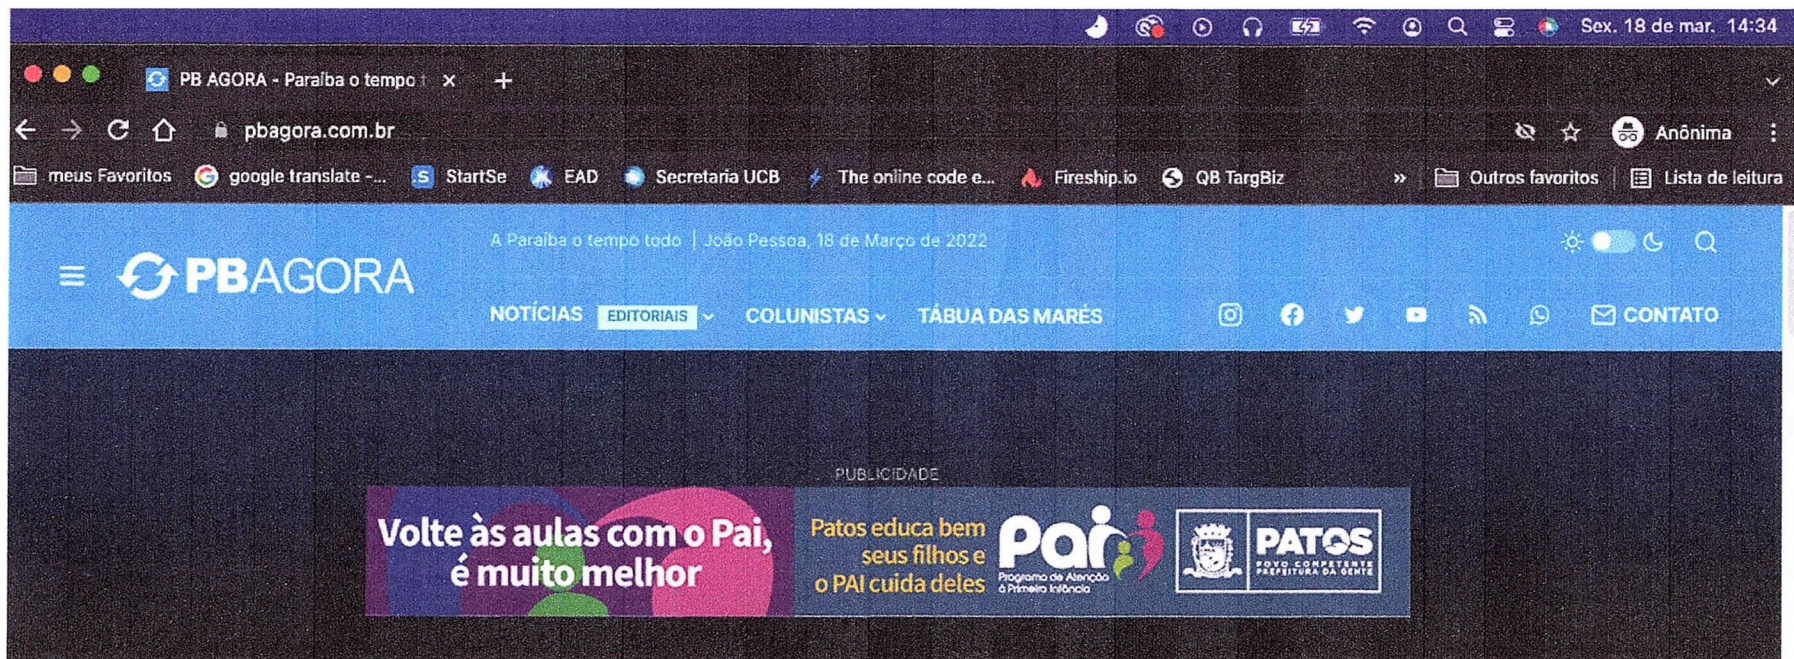 Sex. 18 de mar. 14:34
PB AGORA - Paraíba o tempo t
pbagora.com.br
Anônima
meus Favoritos google translate -... StartSe EAD Secretaria UCB The online code e... Fireship.io QB TargBiz » Outros favoritos Lista de leitura
A Paraíba o tempo todo | João Pessoa, 18 de Março de 2022
PBAGORA
NOTÍCIAS EDITORIAIS COLUNISTAS TÁBUA DAS MARÉS CONTATO
PUBLICIDADE
Volte às aulas com o Pai,
é muito melhor
Patos educa bem
seus filhos e
o PAI cuida deles
Pai
Programa de Atenção
à Primeira Infância
PATOS
POVO COMPETENTE
PREFEITURA DA GENTE